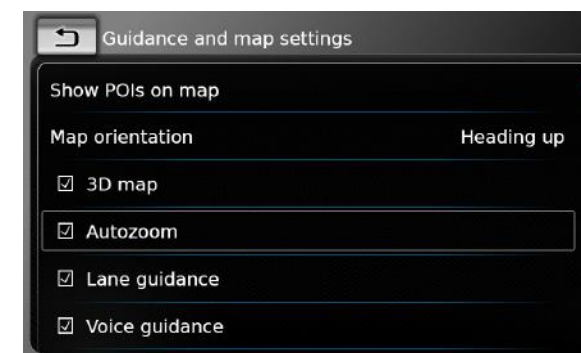 Guidance and map settings
Show POIs on map
Map orientation Heading up
3D map
Autozoom
Lane guidance
Voice guidance